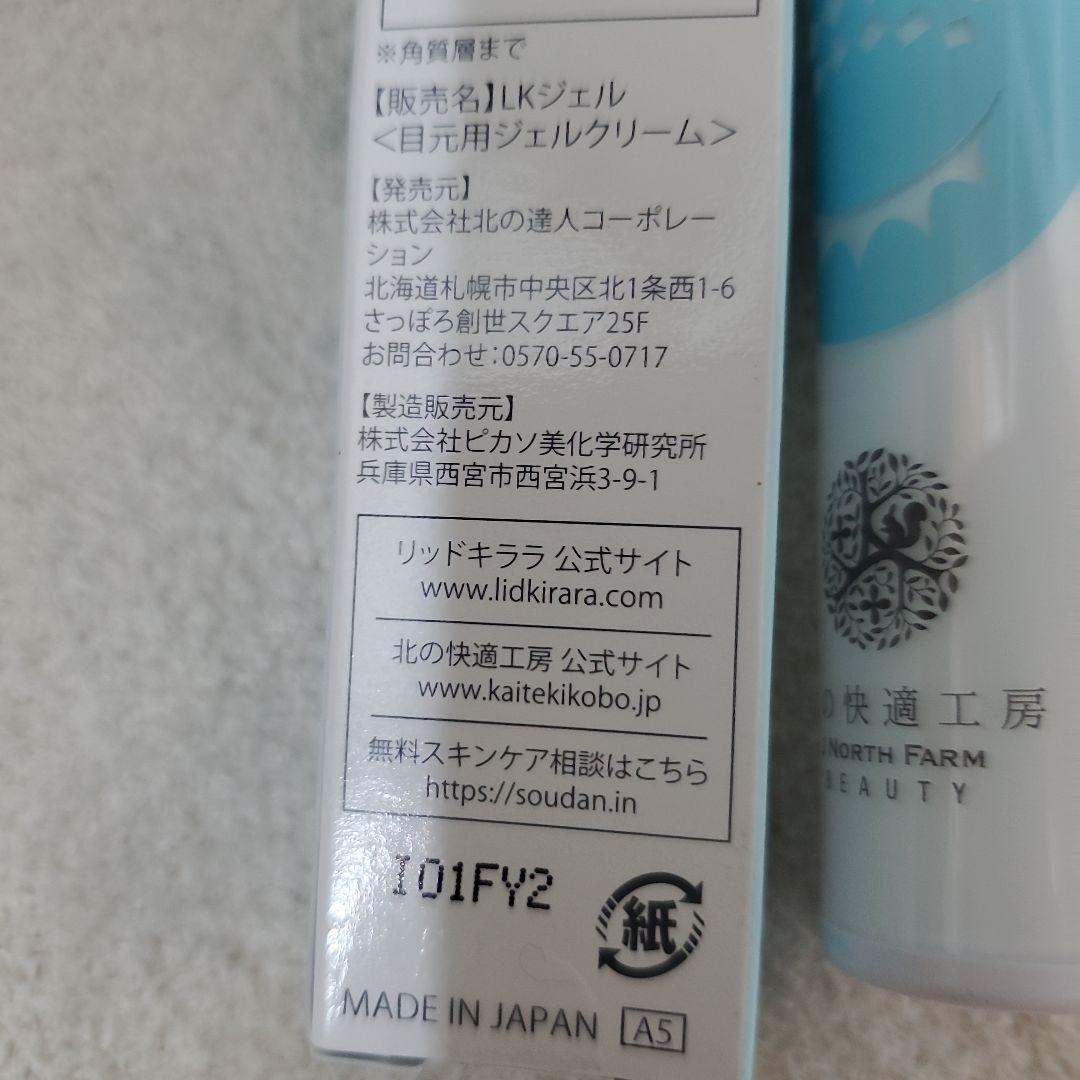 ※角質層まで
【販売名】LKジェル
＜目元用ジェルクリーム＞
【発売元】
株式会社北の達人コーポレー
ション
北海道札幌市中央区北1条西1-6
さっぽろ創世スクエア25F
お問合わせ:0570-55-0717
【製造販売元】
株式会社ピカソ美化学研究所
兵庫県西宮市西宮浜3-9-1
リッドキララ 公式サイト
www.lidkirara.com
北の快適工房 公式サイト
www.kaitekikobo.jp
無料スキンケア相談はこちら
https://soudan.in
I01FY2
紙
MADE IN JAPAN A5
の快適工房
NORTH FARM
BEAUTY